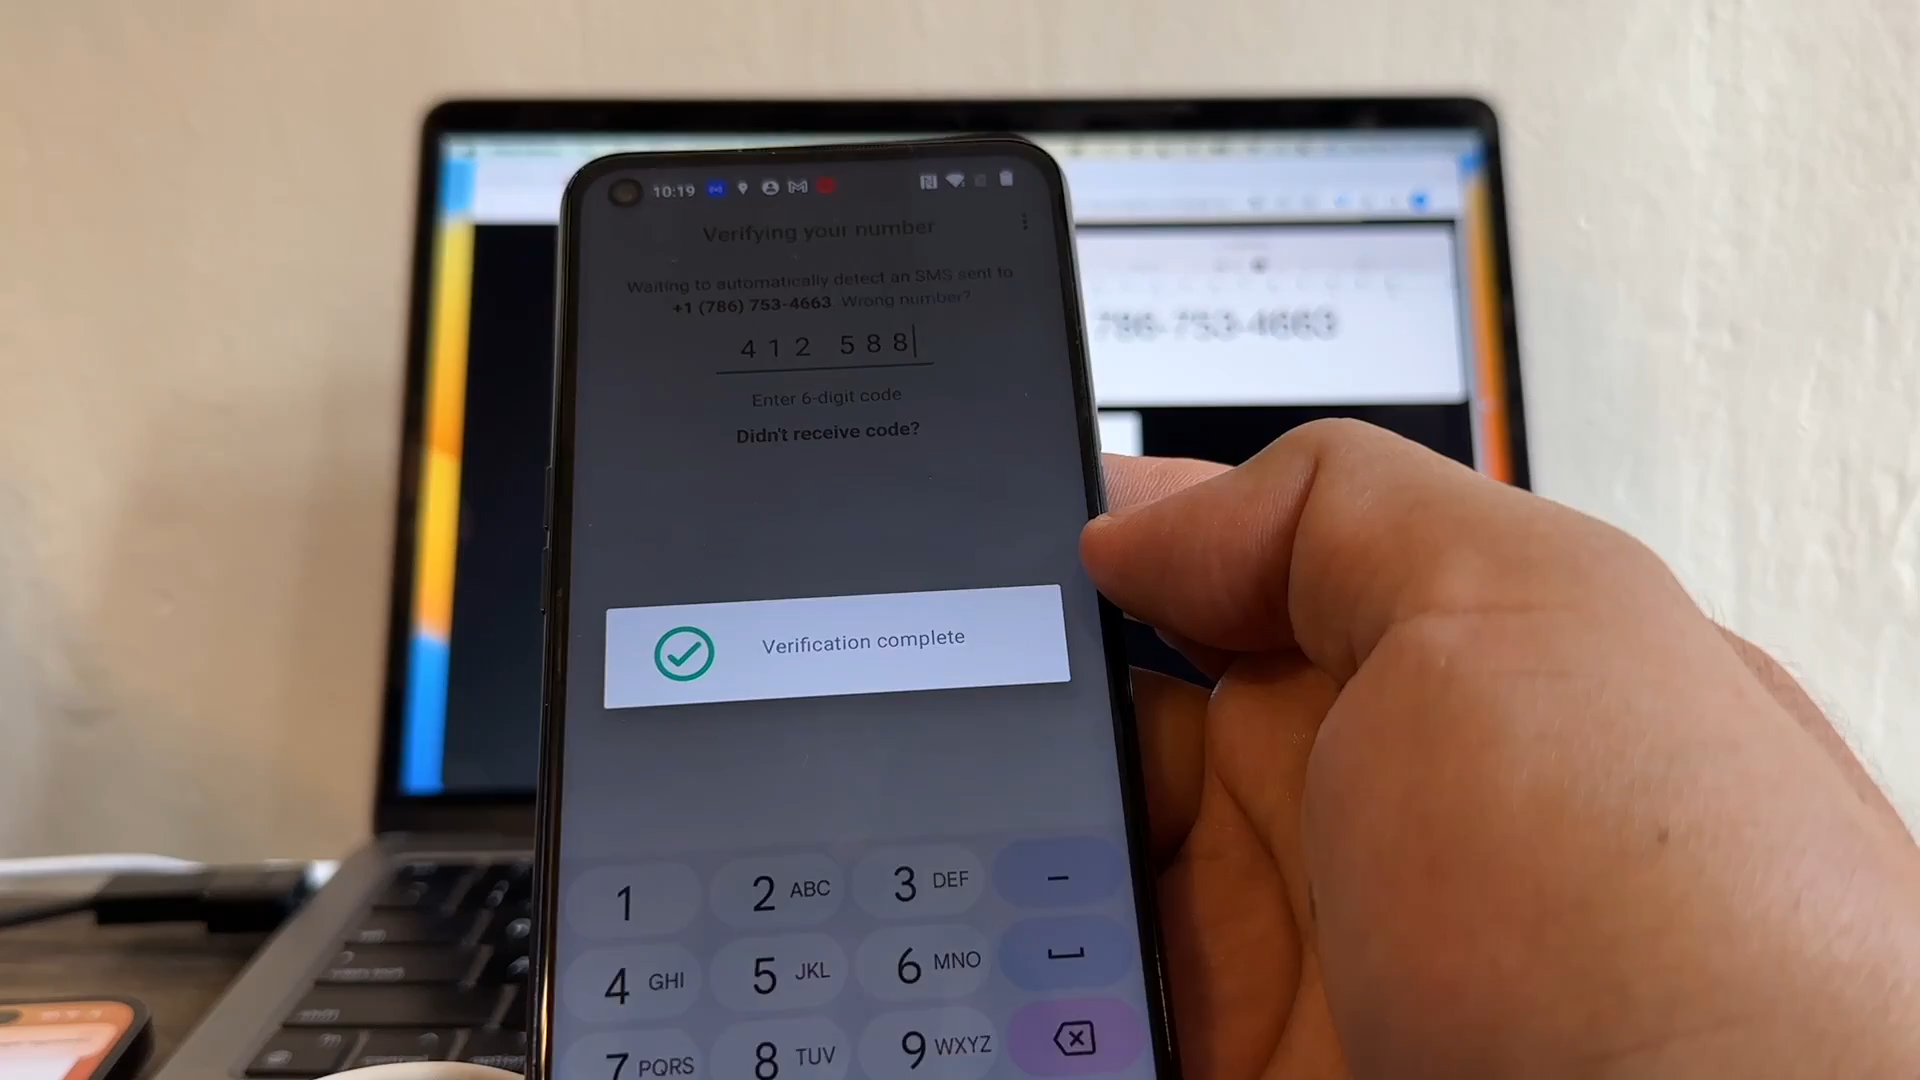 10:19
Verifying your number
Waiting to automatically detect an SMS sent to
+1 (786) 753-4663 Wrong number?
786-753-4663
412 588
Enter 6-digit code
Didn't receive code?
Verification complete
1
2 ABC
3 DEF
4 GHI
5 JKL
6 MNO
7 PQRS
8 TUV
9 WXYZ